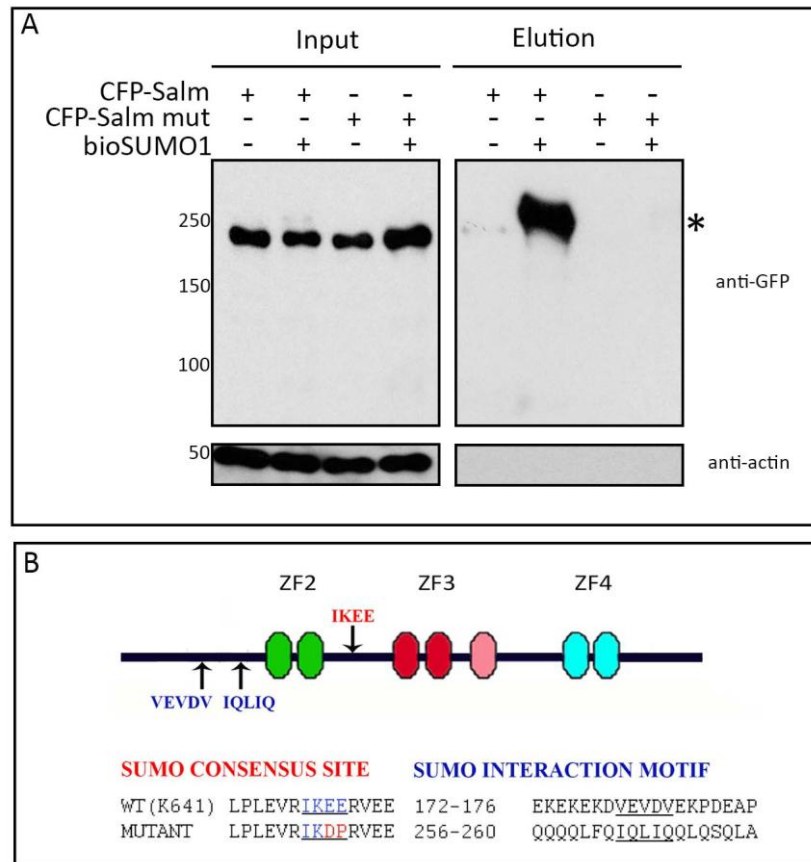 A
Input Elution
CFP-Salm + + - - + + - -
CFP-Salm mut - - + + - - + +
bioSUMO1 - + - + - + - +
250
*
150
anti-GFP
100
50
anti-actin
B
ZF2 ZF3 ZF4
IKEE
VEVDV IQLIQ
SUMO CONSENSUS SITE SUMO INTERACTION MOTIF
WT(K641) LPLEVRIKEERVEE 172-176 EKEKEKDVEVDVEKPDEAP
MUTANT LPLEVRIKDPRVEE 256-260 QQQQLFQIQLIQQLQSQLA